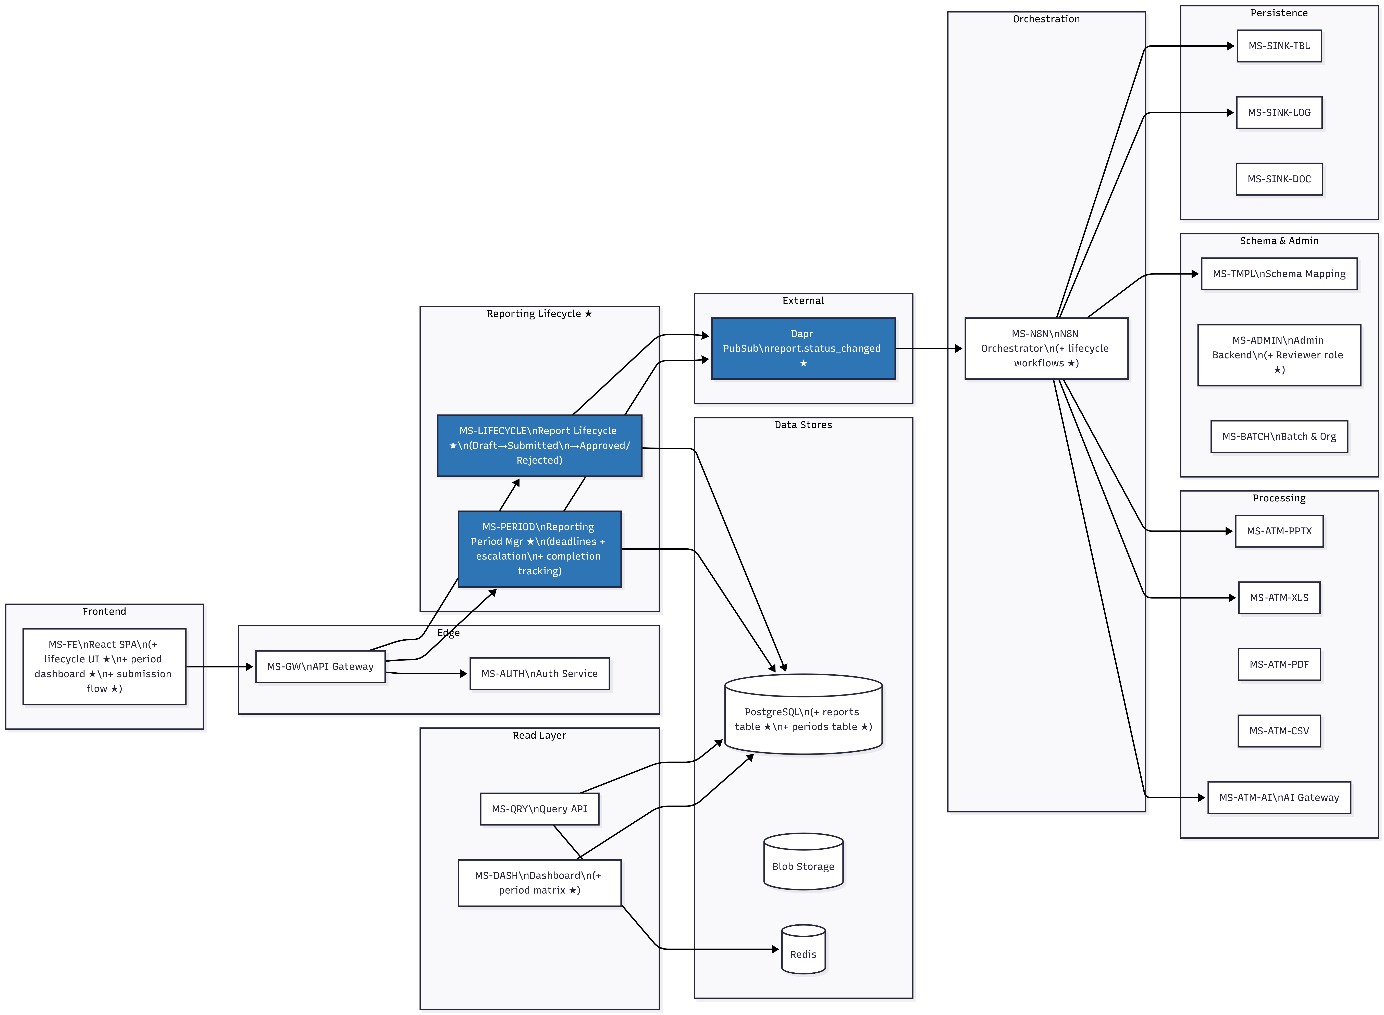 Frontend
MS-FE\nReact SPA\n(+
lifecycle UI ★\n+ period
dashboard ★\n+ submission
flow ★)
Edge
MS-GW\nAPI Gateway
MS-AUTH\nAuth Service
Reporting Lifecycle ★
MS-LIFECYCLE\nReport Lifecycle
★\n(Draft→Submitted\n→Approved/
Rejected)
MS-PERIOD\nReporting
Period Mgr ★\n(deadlines +
escalation\n+ completion
tracking)
Read Layer
MS-QRY\nQuery API
MS-DASH\nDashboard\n(+
period matrix ★)
External
Dapr
PubSub\nreport.status_changed
★
Data Stores
PostgreSQL\n(+ reports
table ★\n+ periods table ★)
Blob Storage
Redis
Orchestration
MS-N8N\nN8N
Orchestrator\n(+ lifecycle
workflows ★)
Persistence
MS-SINK-TBL
MS-SINK-LOG
MS-SINK-DOC
Schema & Admin
MS-TMPL\nSchema Mapping
MS-ADMIN\nAdmin
Backend\n(+ Reviewer role
★)
MS-BATCH\nBatch & Org
Processing
MS-ATM-PPTX
MS-ATM-XLS
MS-ATM-PDF
MS-ATM-CSV
MS-ATM-AI\nAI Gateway